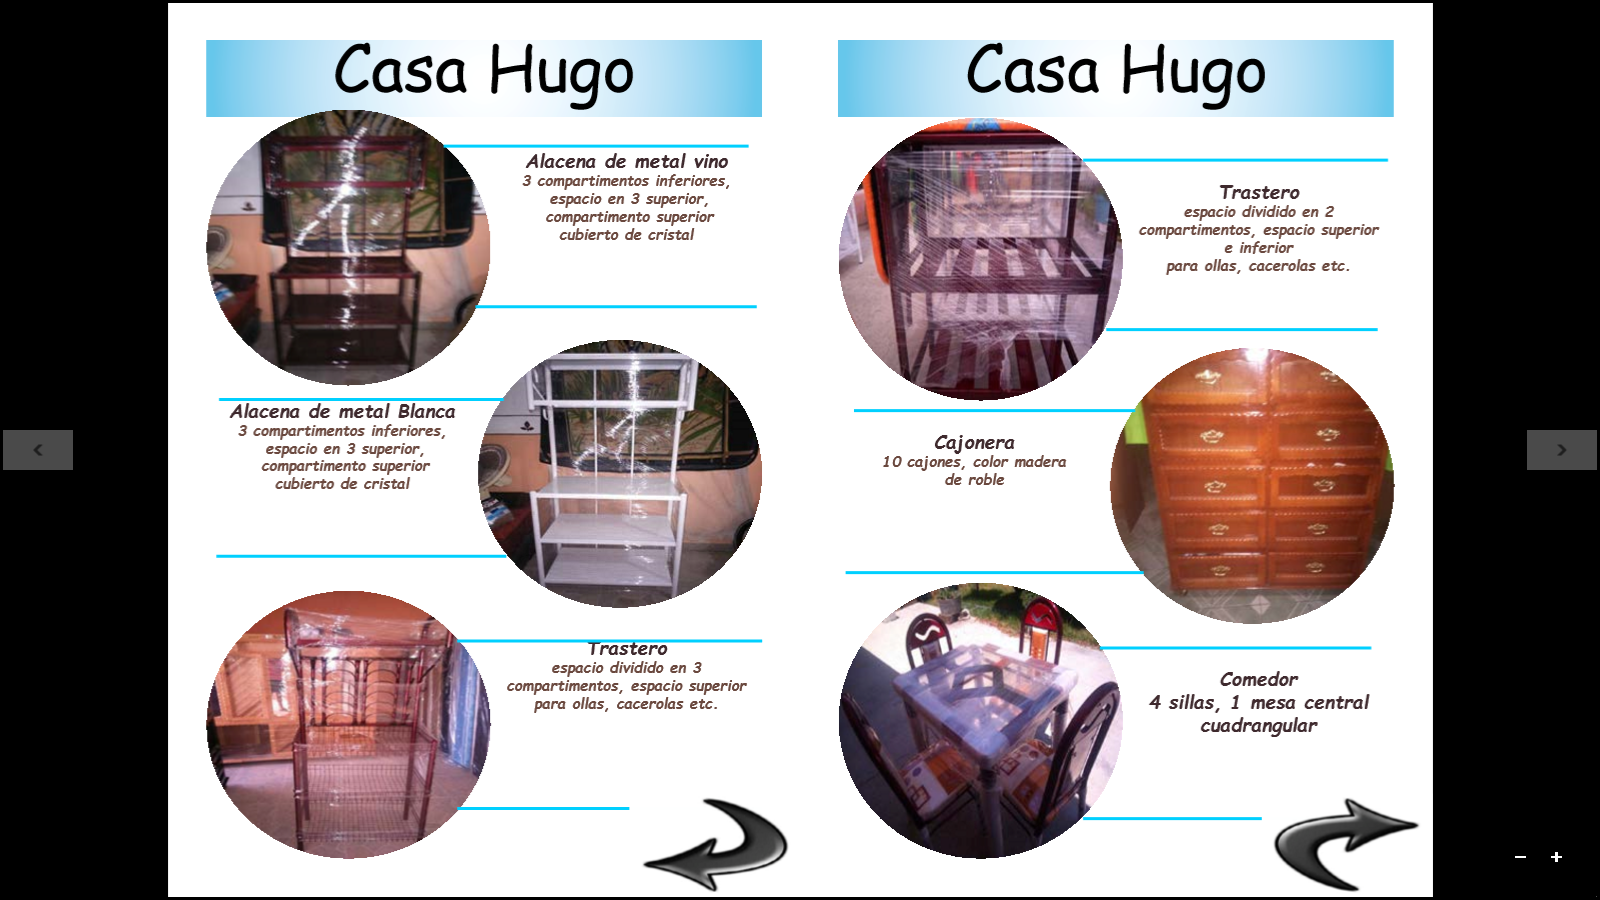 Casa Hugo
Alacena de metal vino
3 compartimentos inferiores,
espacio en 3 superior,
compartimento superior
cubierto de cristal
Alacena de metal Blanca
3 compartimentos inferiores,
espacio en 3 superior,
compartimento superior
cubierto de cristal
Trastero
espacio dividido en 3
compartimentos, espacio superior
para ollas, cacerolas etc.
Casa Hugo
Trastero
espacio dividido en 2
compartimentos, espacio superior
e inferior
para ollas, cacerolas etc.
Cajonera
10 cajones, color madera
de roble
Comedor
4 sillas, 1 mesa central
cuadrangular